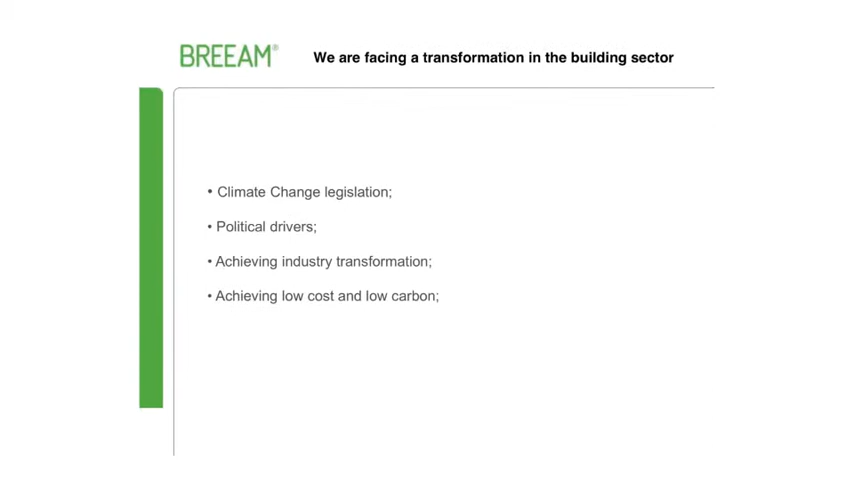 BREEAM®
We are facing a transformation in the building sector
• Climate Change legislation;
• Political drivers;
• Achieving industry transformation;
• Achieving low cost and low carbon;